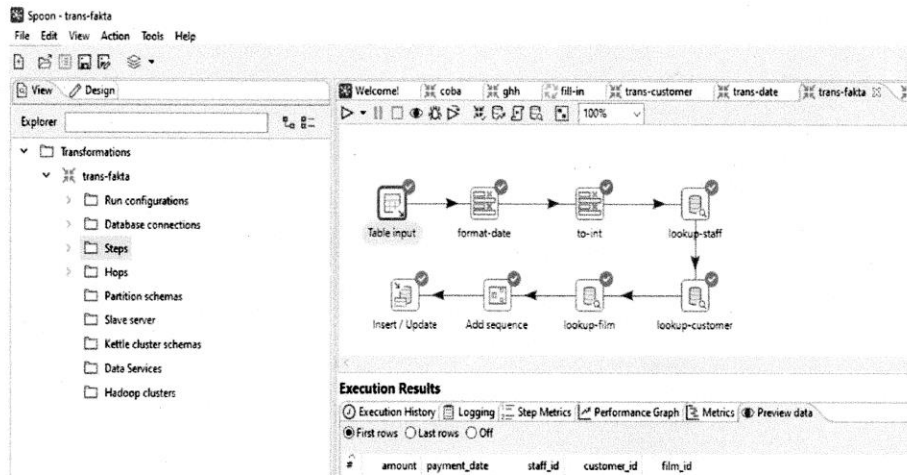 Spoon - trans-fakta
File Edit View Action Tools Help
View Design
Explorer
Transformations
trans-fakta
Run configurations
Database connections
Steps
Hops
Partition schemas
Slave server
Kettle cluster schemas
Data Services
Hadoop clusters
Welcome! coba ghh fill-in trans-customer trans-date trans-fakta
100%
Table input format-date to-int lookup-staff
Insert / Update Add sequence lookup-film lookup-customer
Execution Results
Execution History Logging Step Metrics Performance Graph Metrics Preview data
First rows Last rows Off
# amount payment_date staff_id customer_id film_id